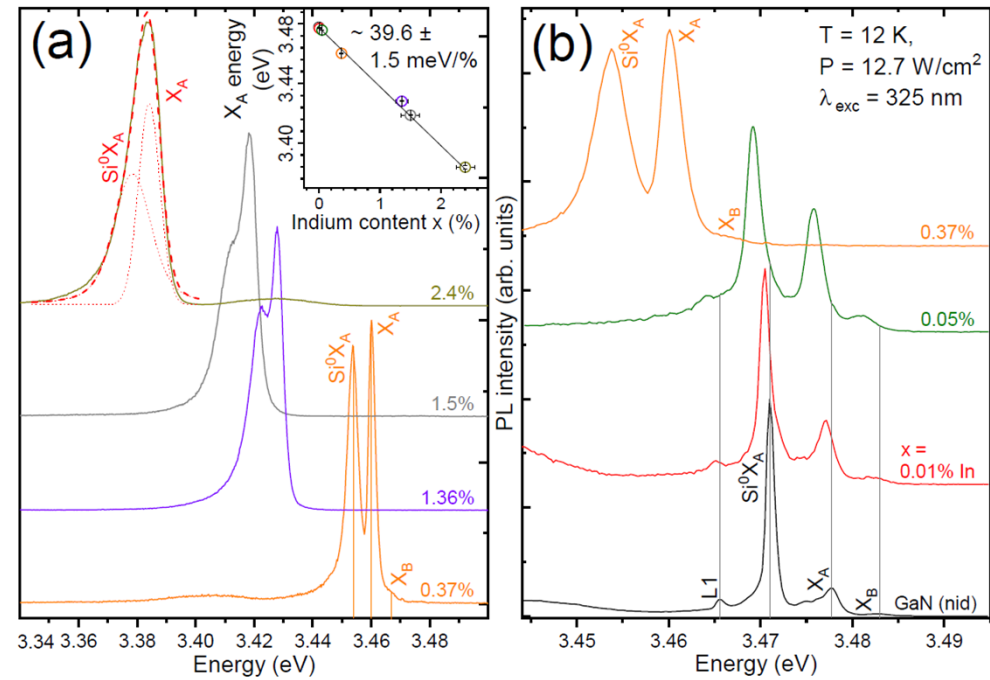 (a)
Si⁰X_A
X_A
X_A energy
(eV)
3.48
3.44
3.40
~ 39.6 ±
1.5 meV/%
0 1 2
Indium content x (%)
2.4%
1.5%
Si⁰X_A
X_A
1.36%
X_B
0.37%
3.34 3.36 3.38 3.40 3.42 3.44 3.46 3.48
Energy (eV)
(b)
Si⁰X_A
X_A
T = 12 K,
P = 12.7 W/cm²
λ_exc = 325 nm
X_B
0.37%
PL intensity (arb. units)
0.05%
x =
0.01% In
Si⁰X_A
L1
X_A
X_B
GaN (nid)
3.45 3.46 3.47 3.48 3.49
Energy (eV)